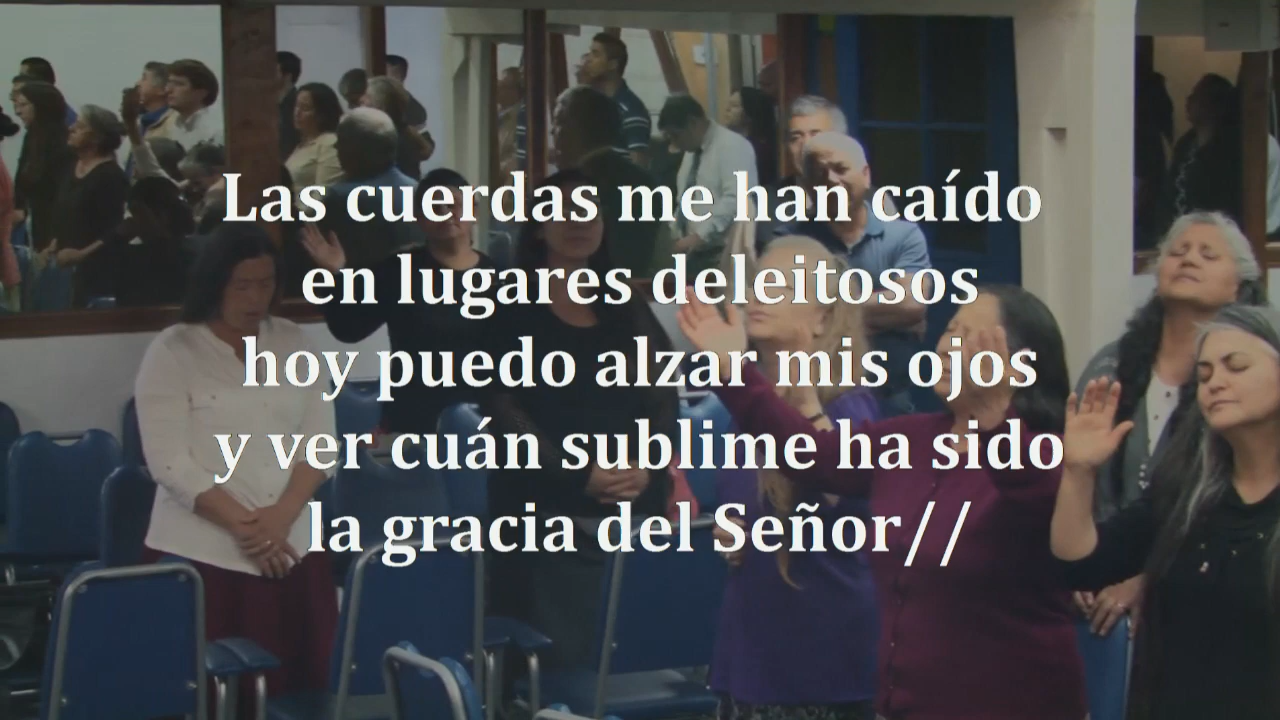 Las cuerdas me han caído
en lugares deleitosos
hoy puedo alzar mis ojos
y ver cuán sublime ha sido
la gracia del Señor//